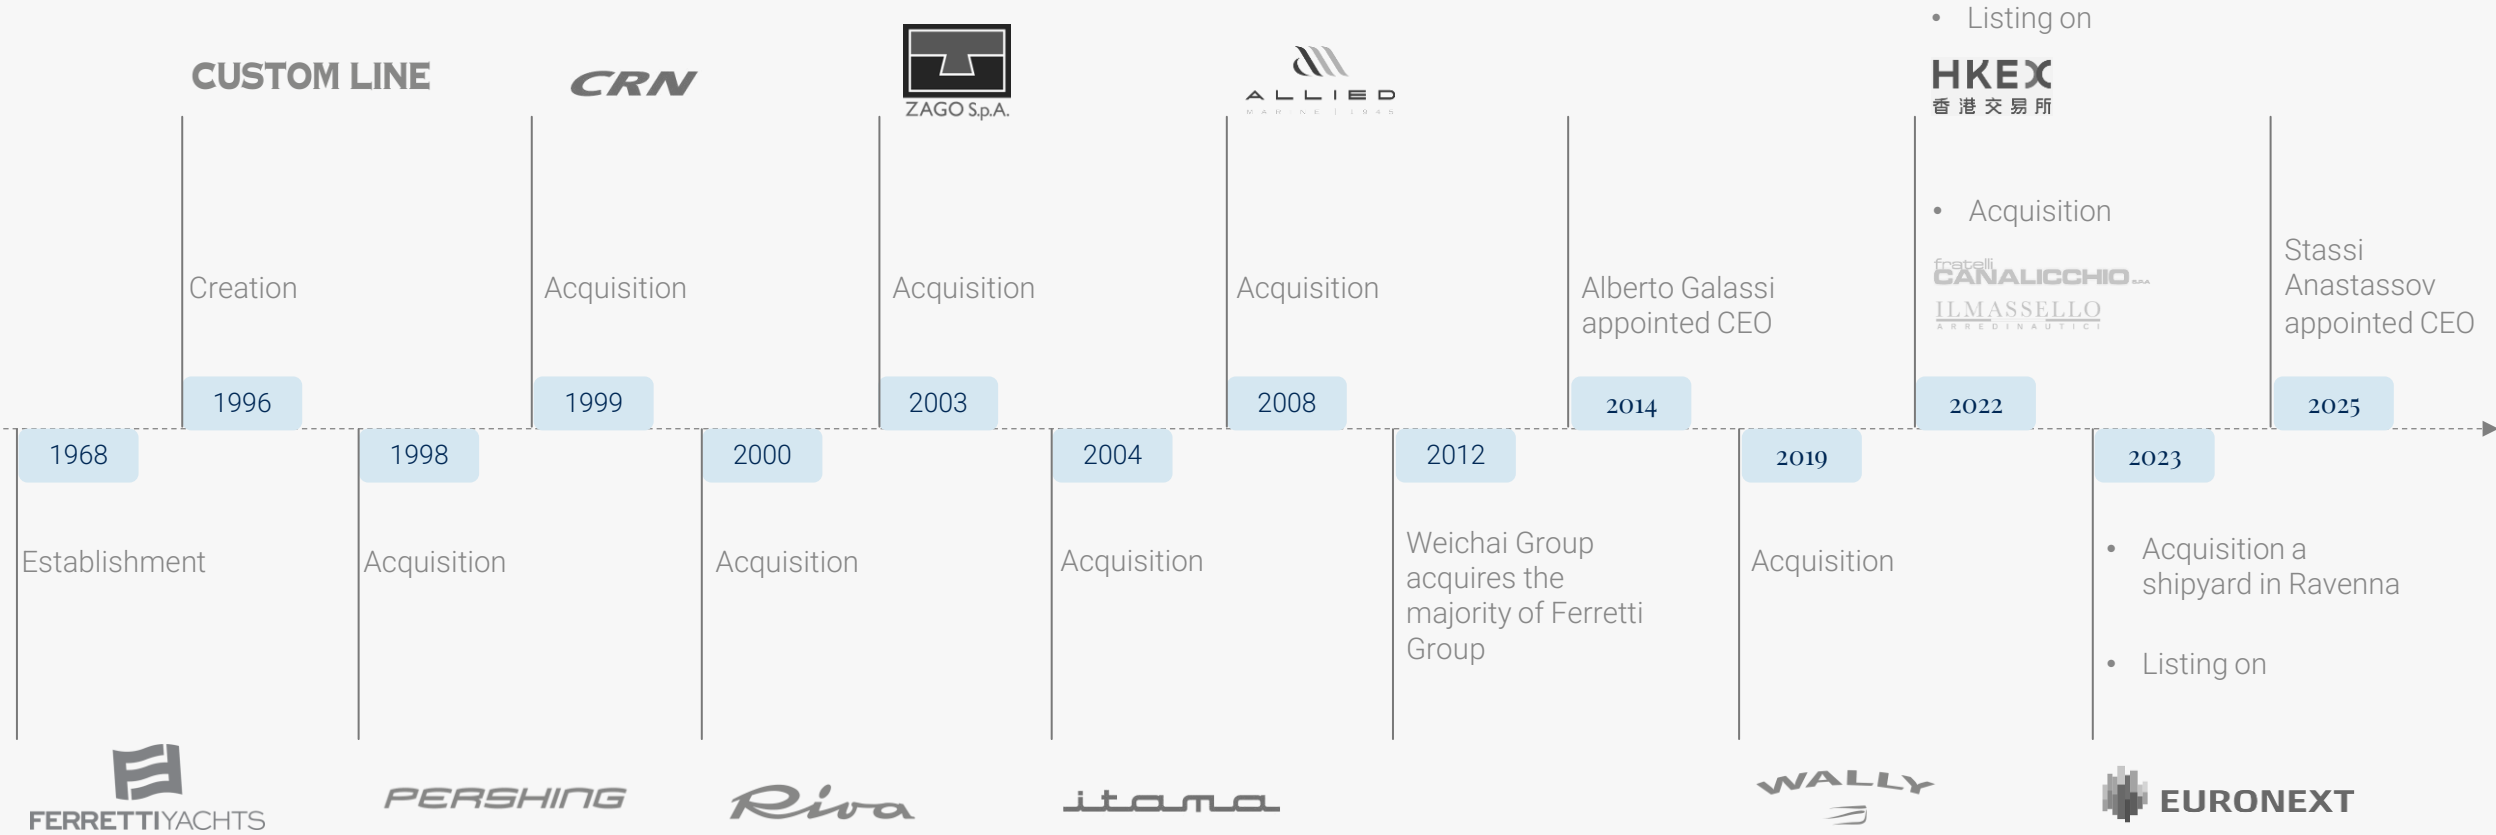 Listing on
HKEX
香港交易所
CUSTOM LINE
CRN
ZAGO S.p.A.
ALLIED
MARINE | 1945
Acquisition
fratelli
CANALICCHIO S.P.A.
ILMASSELLO
ARREDINAUTICI
Creation
Acquisition
Acquisition
Acquisition
Alberto Galassi
appointed CEO
Stassi
Anastassov
appointed CEO
1996
1999
2003
2008
2014
2022
2025
1968
1998
2000
2004
2012
2019
2023
Establishment
Acquisition
Acquisition
Acquisition
Weichai Group
acquires the
majority of Ferretti
Group
Acquisition
Acquisition a
shipyard in Ravenna
Listing on
FERRETTIYACHTS
PERSHING
Riva
itama
WALLY
EURONEXT